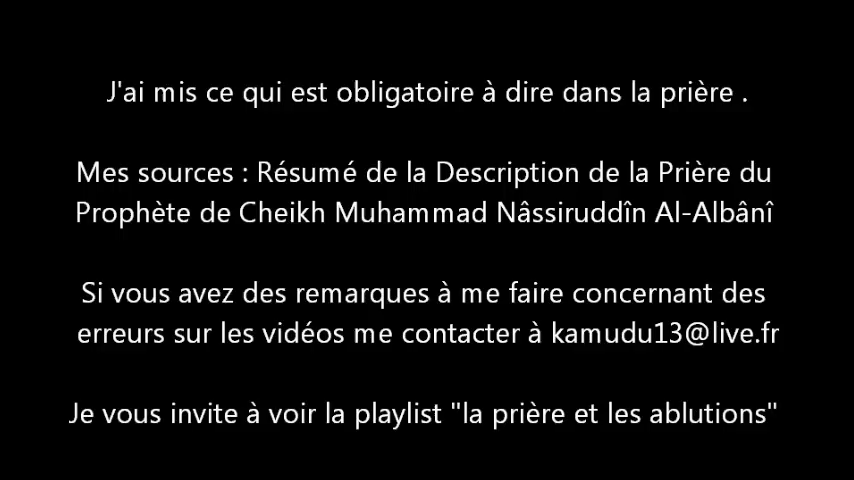 J'ai mis ce qui est obligatoire à dire dans la prière .
Mes sources : Résumé de la Description de la Prière du
Prophète de Cheikh Muhammad Nâssiruddîn Al-Albânî
Si vous avez des remarques à me faire concernant des
erreurs sur les vidéos me contacter à kamudu13@live.fr
Je vous invite à voir la playlist "la prière et les ablutions"